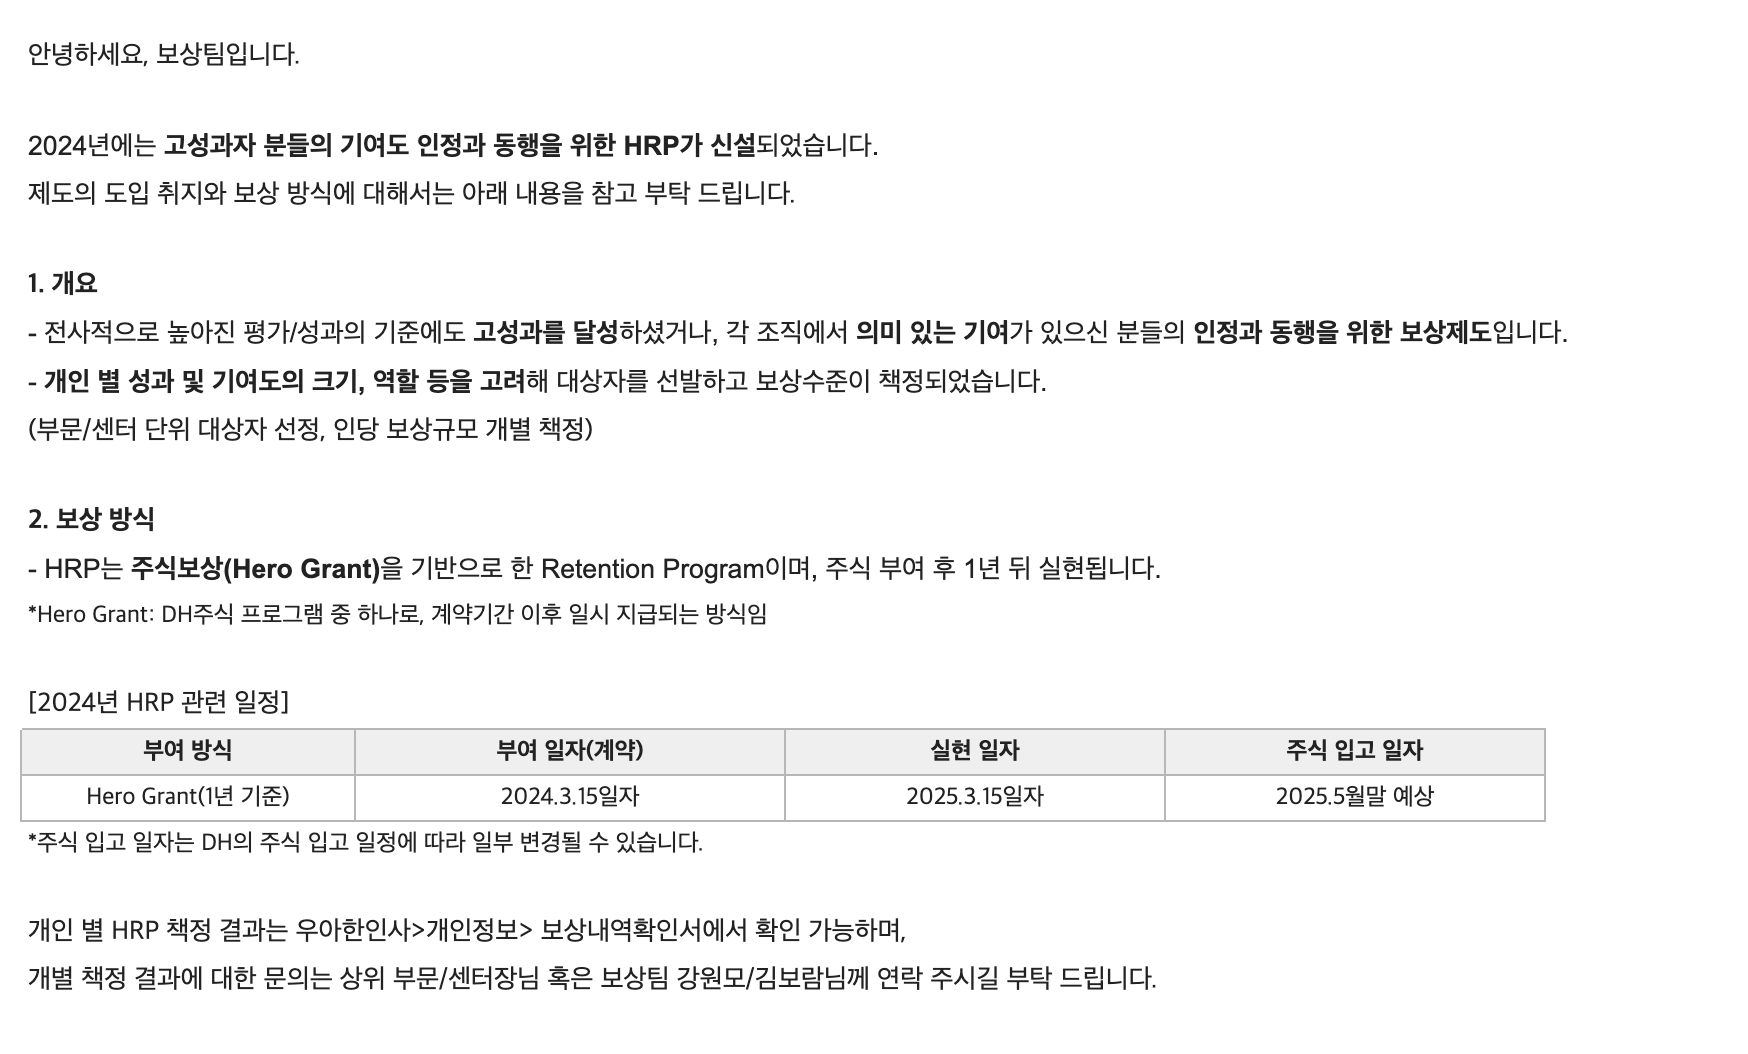 안녕하세요, 보상팀입니다.
2024년에는 고성과자 분들의 기여도 인정과 동행을 위한 HRP가 신설되었습니다.
제도의 도입 취지와 보상 방식에 대해서는 아래 내용을 참고 부탁 드립니다.
1. 개요
- 전사적으로 높아진 평가/성과의 기준에도 고성과를 달성하셨거나, 각 조직에서 의미 있는 기여가 있으신 분들의 인정과 동행을 위한 보상제도입니다.
- 개인 별 성과 및 기여도의 크기, 역할 등을 고려해 대상자를 선발하고 보상수준이 책정되었습니다.
(부문/센터 단위 대상자 선정, 인당 보상규모 개별 책정)
2. 보상 방식
- HRP는 주식보상(Hero Grant)을 기반으로 한 Retention Program이며, 주식 부여 후 1년 뒤 실현됩니다.
*Hero Grant: DH주식 프로그램 중 하나로, 계약기간 이후 일시 지급되는 방식임
[2024년 HRP 관련 일정]
부여 방식 부여 일자(계약) 실현 일자 주식 입고 일자
Hero Grant(1년 기준) 2024.3.15일자 2025.3.15일자 2025.5월말 예상
*주식 입고 일자는 DH의 주식 입고 일정에 따라 일부 변경될 수 있습니다.
개인 별 HRP 책정 결과는 우아한인사>개인정보> 보상내역확인서에서 확인 가능하며,
개별 책정 결과에 대한 문의는 상위 부문/센터장님 혹은 보상팀 강원모/김보람님께 연락 주시길 부탁 드립니다.